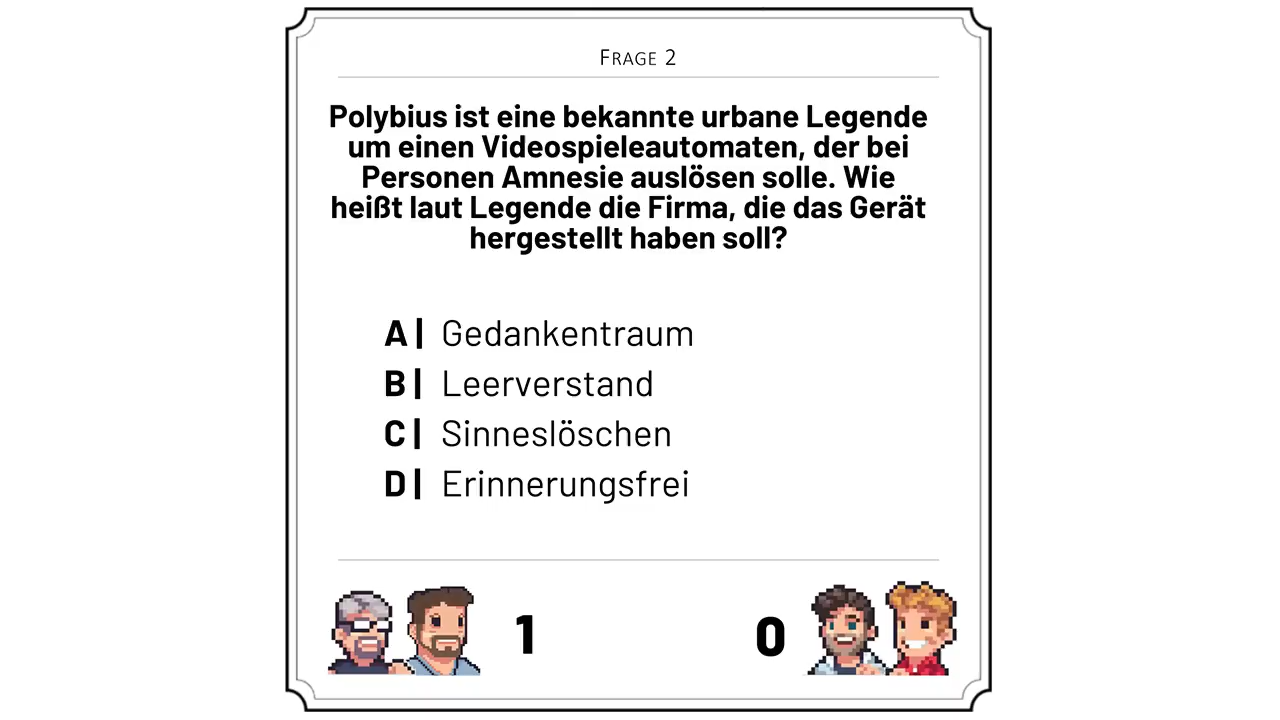 Frage 2
Polybius ist eine bekannte urbane Legende
um einen Videospieleautomaten, der bei
Personen Amnesie auslösen solle. Wie
heißt laut Legende die Firma, die das Gerät
hergestellt haben soll?
A | Gedankentraum
B | Leerverstand
C | Sinneslöschen
D | Erinnerungsfrei
1 0